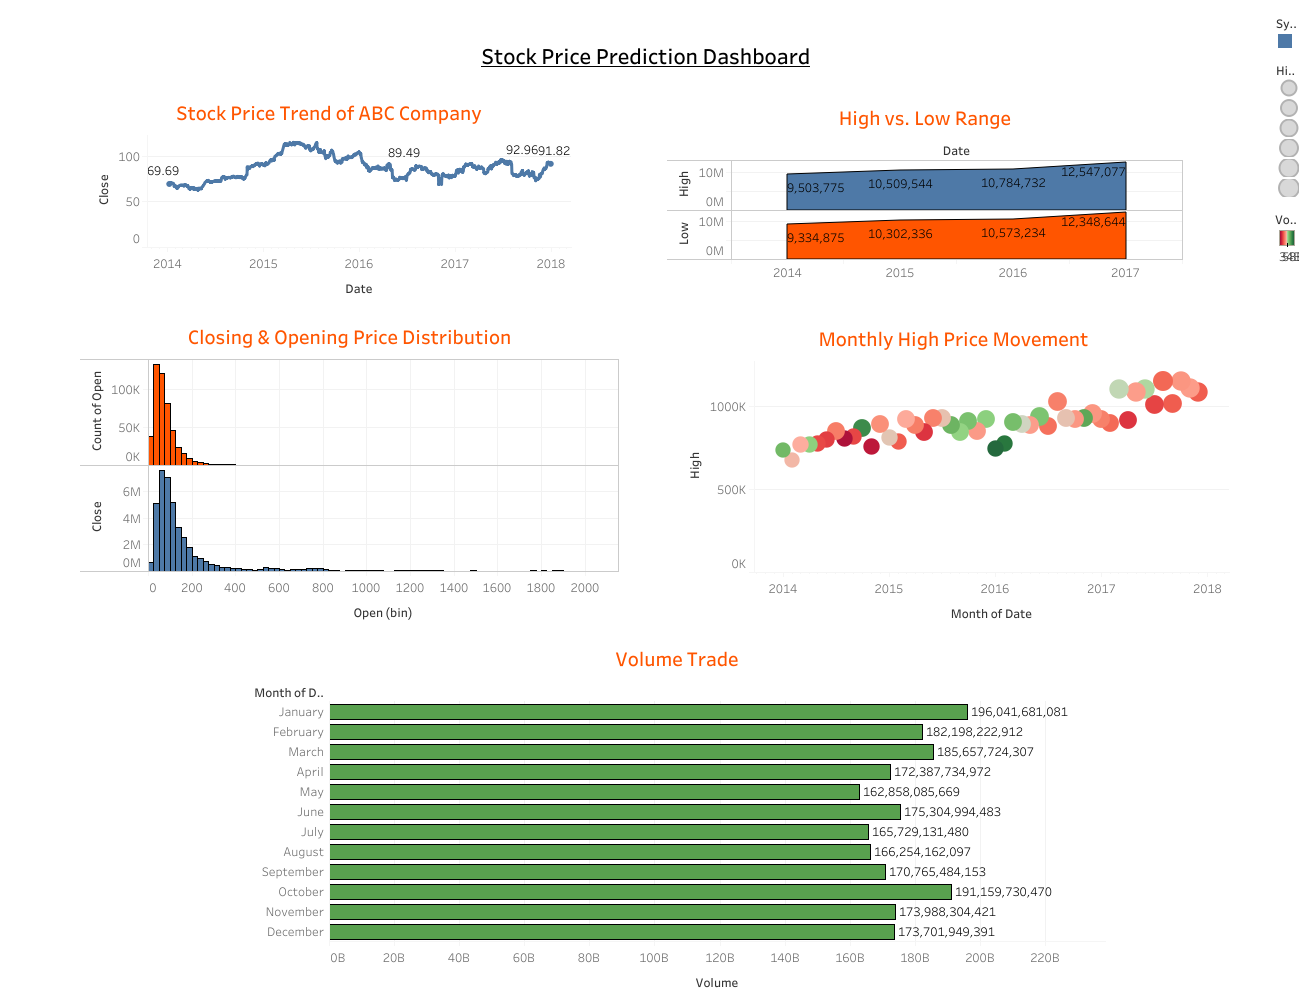 Stock Price Prediction Dashboard
Sy..
Hi..
Vo..
Stock Price Trend of ABC Company
Close
100
50
0
69.69
89.49
92.96
91.82
2014 2015 2016 2017 2018
Date
High vs. Low Range
Date
High
10M
0M
9,503,775 10,509,544 10,784,732 12,547,077
Low
10M
0M
9,334,875 10,302,336 10,573,234 12,348,644
2014 2015 2016 2017
Closing & Opening Price Distribution
Count of Open
100K
50K
0K
Close
6M
4M
2M
0M
0 200 400 600 800 1000 1200 1400 1600 1800 2000
Open (bin)
Monthly High Price Movement
High
1000K
500K
0K
2014 2015 2016 2017 2018
Month of Date
Volume Trade
Month of D..
January 196,041,681,081
February 182,198,222,912
March 185,657,724,307
April 172,387,734,972
May 162,858,085,669
June 175,304,994,483
July 165,729,131,480
August 166,254,162,097
September 170,765,484,153
October 191,159,730,470
November 173,988,304,421
December 173,701,949,391
0B 20B 40B 60B 80B 100B 120B 140B 160B 180B 200B 220B
Volume